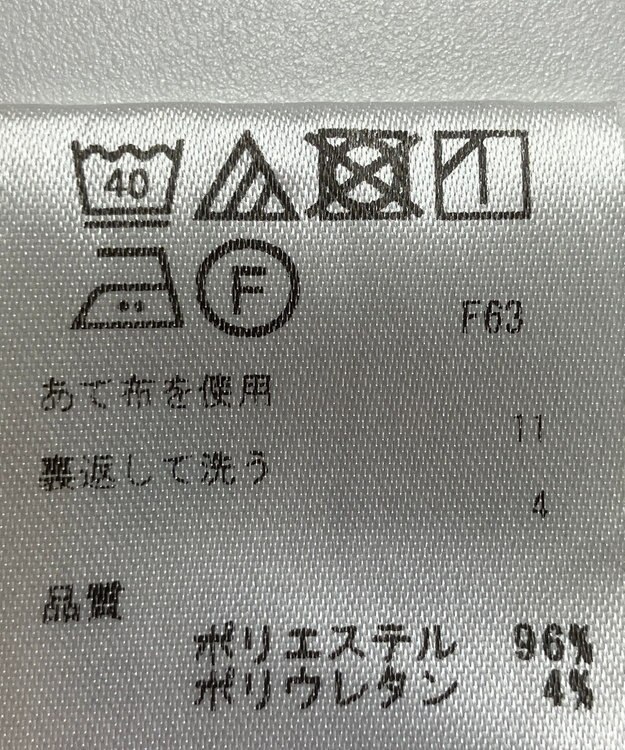 40
F
F63
あて布を使用
11
裏返して洗う
4
品質
ポリエステル 96%
ポリウレタン 4%